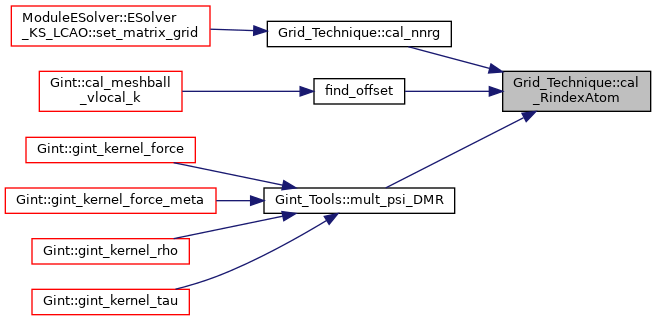 ModuleESolver::ESolver
_KS_LCAO::set_matrix_grid
Grid_Technique::cal_nnrg
Gint::cal_meshball
_vlocal_k
find_offset
Grid_Technique::cal
_RindexAtom
Gint::gint_kernel_force
Gint::gint_kernel_force_meta
Gint_Tools::mult_psi_DMR
Gint::gint_kernel_rho
Gint::gint_kernel_tau